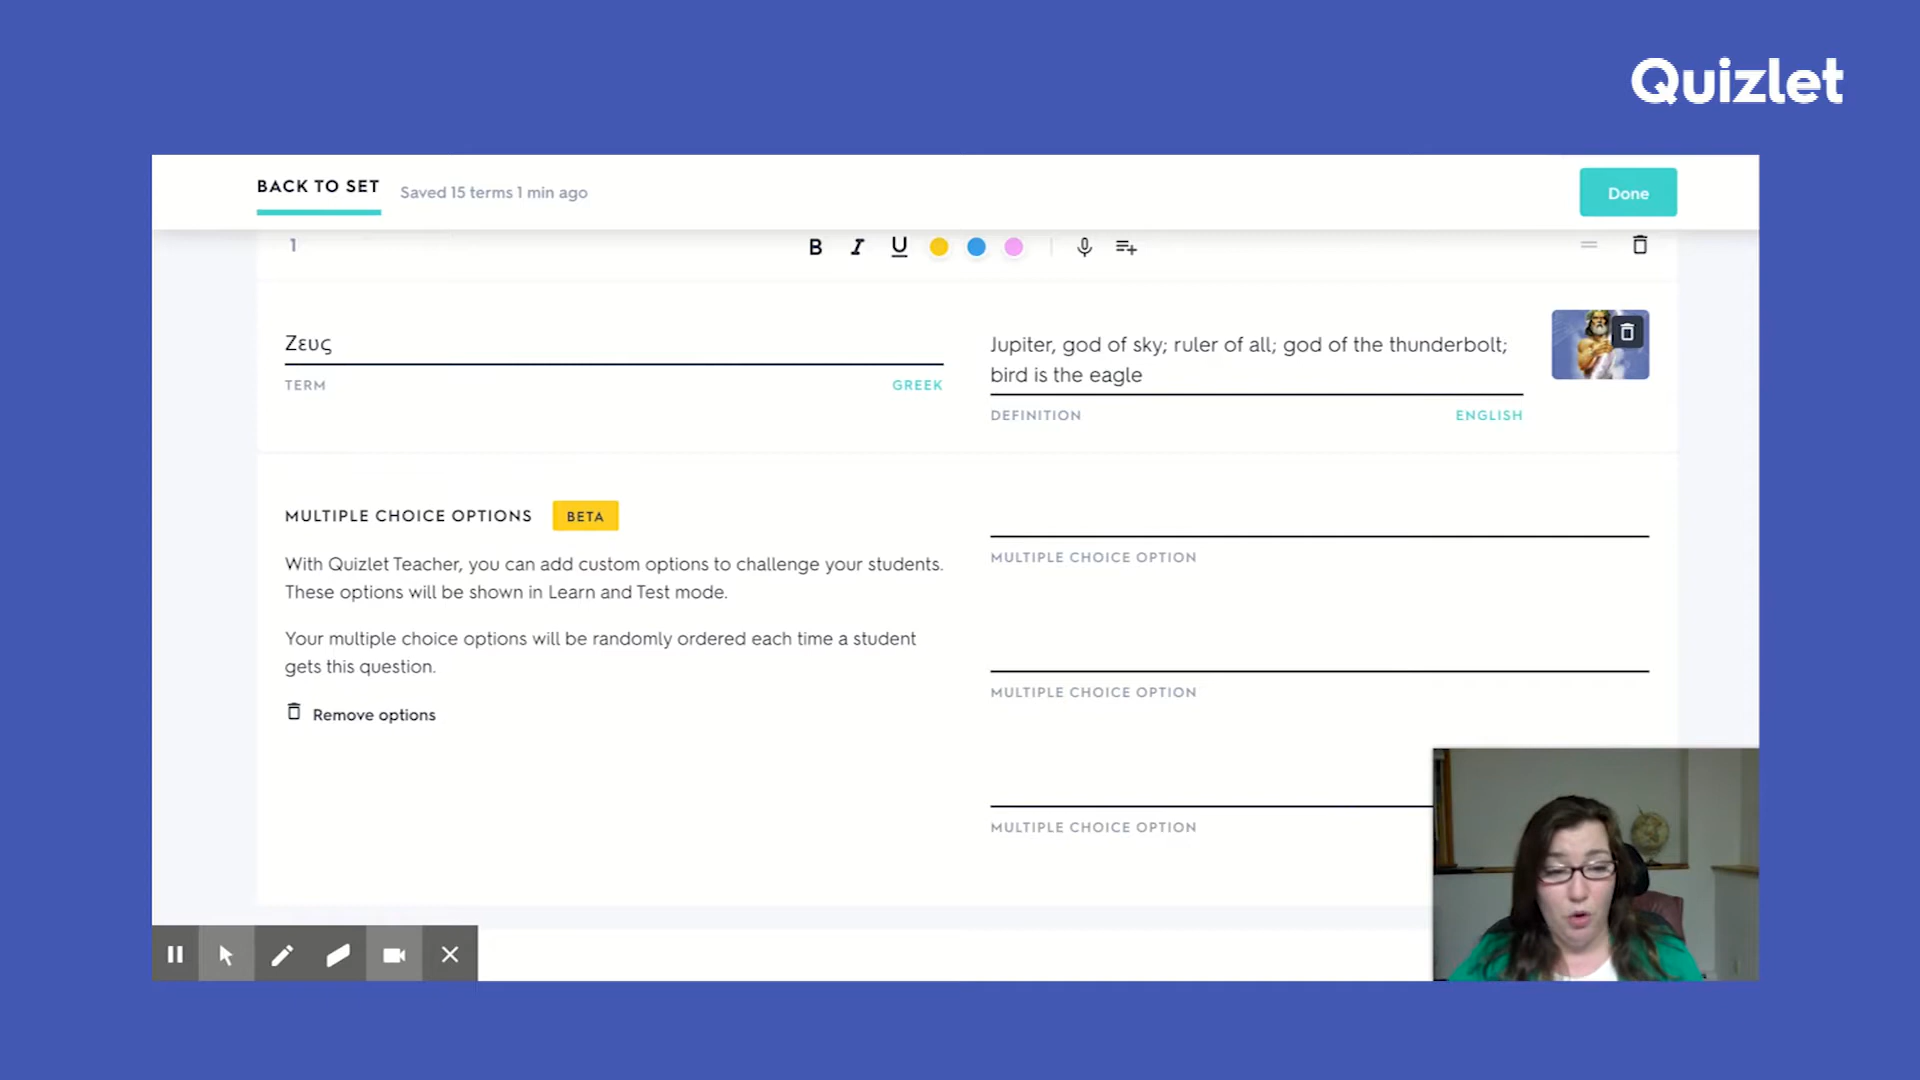 Quizlet
BACK TO SET
Saved 15 terms 1 min ago
Done
1
B I U
Ζευς
TERM
GREEK
Jupiter, god of sky; ruler of all; god of the thunderbolt;
bird is the eagle
DEFINITION
ENGLISH
MULTIPLE CHOICE OPTIONS
BETA
With Quizlet Teacher, you can add custom options to challenge your students.
These options will be shown in Learn and Test mode.
Your multiple choice options will be randomly ordered each time a student
gets this question.
Remove options
MULTIPLE CHOICE OPTION
MULTIPLE CHOICE OPTION
MULTIPLE CHOICE OPTION